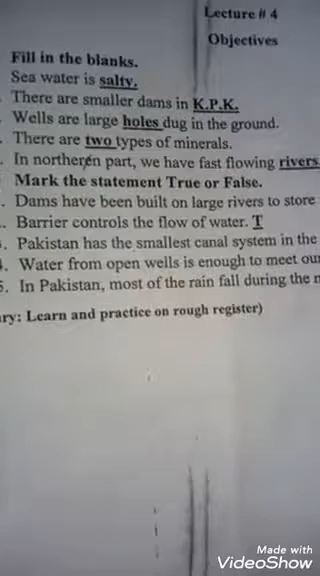 Lecture # 4
Objectives
Fill in the blanks.
Sea water is salty.
There are smaller dams in K.P.K.
Wells are large holes dug in the ground.
There are two types of minerals.
In northeren part, we have fast flowing rivers
Mark the statement True or False.
Dams have been built on large rivers to store
Barrier controls the flow of water. T
. Pakistan has the smallest canal system in the
. Water from open wells is enough to meet our
5. In Pakistan, most of the rain fall during the
ry: Learn and practice on rough register)
Made with
VideoShow